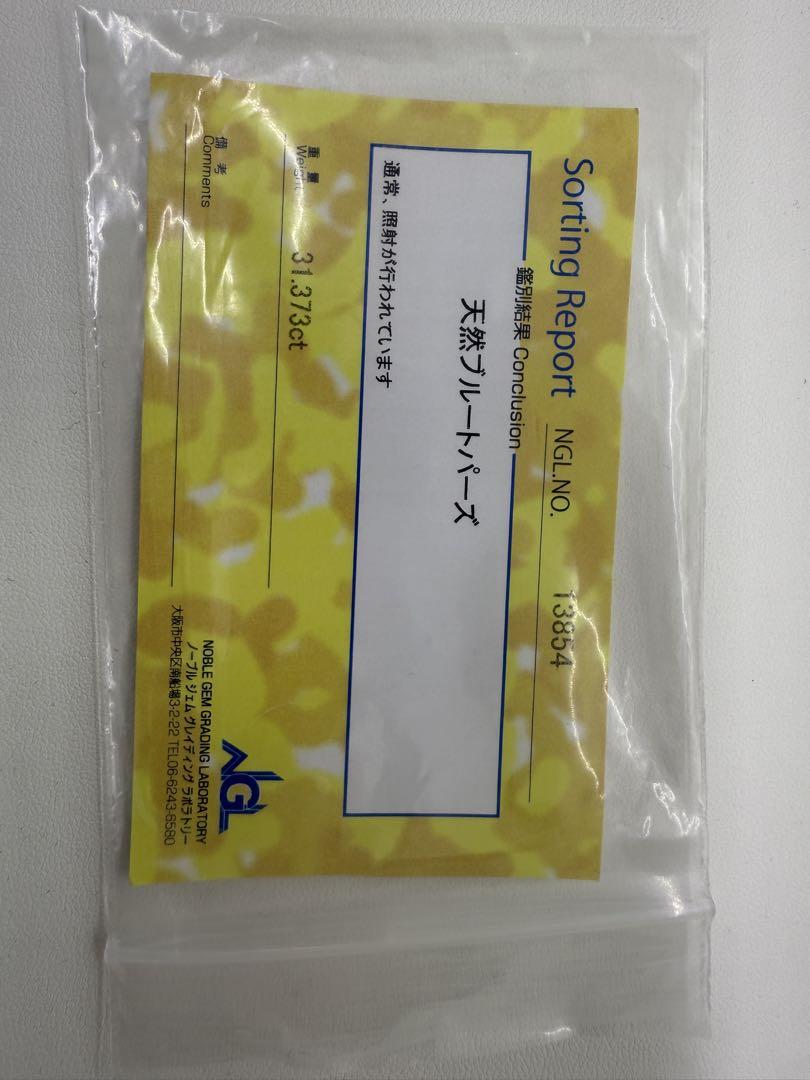 Sorting Report NGL.NO. 13854
鑑別結果 Conclusion
天然ブルートパーズ
通常、照射が行われています
重量
Weight 31.373ct
備考
Comments
NGL
NOBLE GEM GRADING LABORATORY
ノーブル ジェム グレイディング ラボラトリー
大阪市中央区南船場3-2-22 TEL06-6243-6580